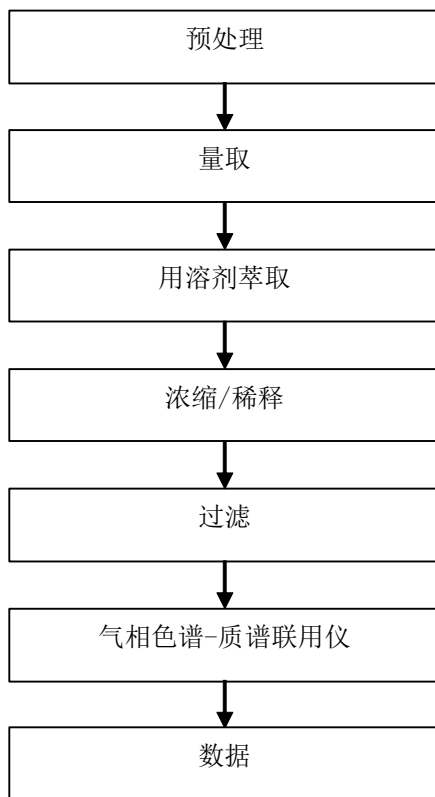 预处理
量取
用溶剂萃取
浓缩/稀释
过滤
气相色谱-质谱联用仪
数据